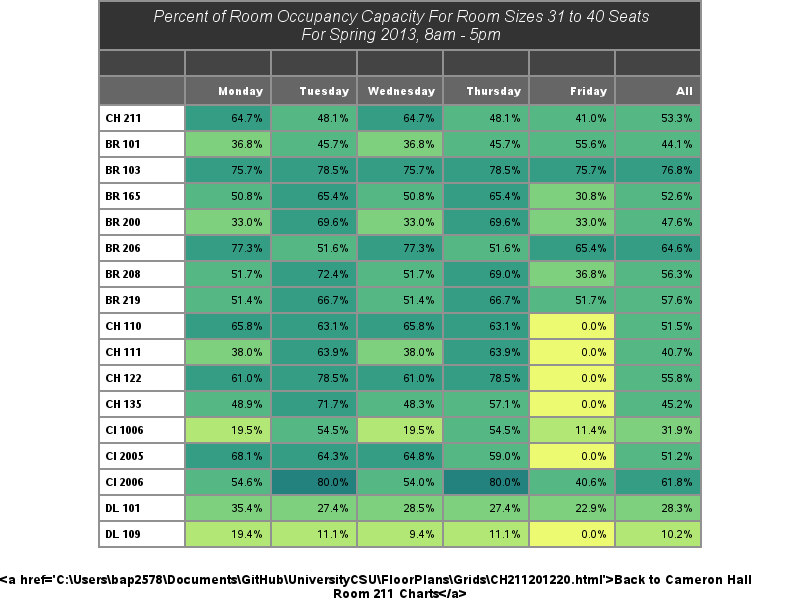 Percent of Room Occupancy Capacity For Room Sizes 31 to 40 Seats
For Spring 2013, 8am - 5pm
Monday Tuesday Wednesday Thursday Friday All
CH 211 64.7% 48.1% 64.7% 48.1% 41.0% 53.3%
BR 101 36.8% 45.7% 36.8% 45.7% 55.6% 44.1%
BR 103 75.7% 78.5% 75.7% 78.5% 75.7% 76.8%
BR 165 50.8% 65.4% 50.8% 65.4% 30.8% 52.6%
BR 200 33.0% 69.6% 33.0% 69.6% 33.0% 47.6%
BR 206 77.3% 51.6% 77.3% 51.6% 65.4% 64.6%
BR 208 51.7% 72.4% 51.7% 69.0% 36.8% 56.3%
BR 219 51.4% 66.7% 51.4% 66.7% 51.7% 57.6%
CH 110 65.8% 63.1% 65.8% 63.1% 0.0% 51.5%
CH 111 38.0% 63.9% 38.0% 63.9% 0.0% 40.7%
CH 122 61.0% 78.5% 61.0% 78.5% 0.0% 55.8%
CH 135 48.9% 71.7% 48.3% 57.1% 0.0% 45.2%
CI 1006 19.5% 54.5% 19.5% 54.5% 11.4% 31.9%
CI 2005 68.1% 64.3% 64.8% 59.0% 0.0% 51.2%
CI 2006 54.6% 80.0% 54.0% 80.0% 40.6% 61.8%
DL 101 35.4% 27.4% 28.5% 27.4% 22.9% 28.3%
DL 109 19.4% 11.1% 9.4% 11.1% 0.0% 10.2%
<a href='C:\Users\bap2578\Documents\GitHub\UniversityCSU\FloorPlans\Grids\CH211201220.html'>Back to Cameron Hall
Room 211 Charts</a>